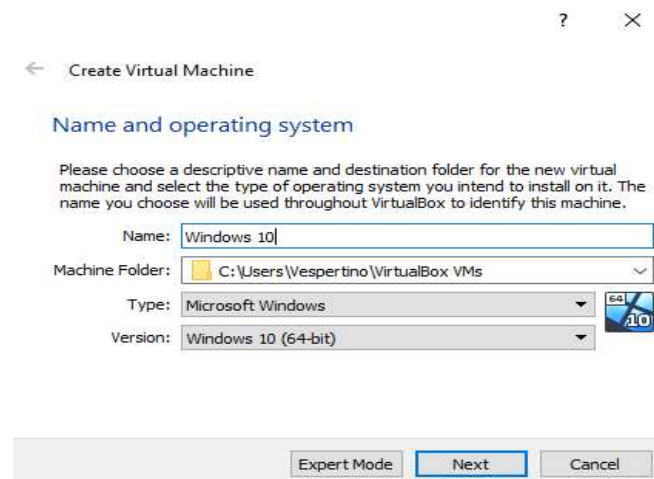 ?
Create Virtual Machine
Name and operating system
Please choose a descriptive name and destination folder for the new virtual
machine and select the type of operating system you intend to install on it. The
name you choose will be used throughout VirtualBox to identify this machine.
Name: Windows 10
Machine Folder: C:\Users\Vespertino\VirtualBox VMs
Type: Microsoft Windows
64
10
Version: Windows 10 (64-bit)
Expert Mode Next Cancel